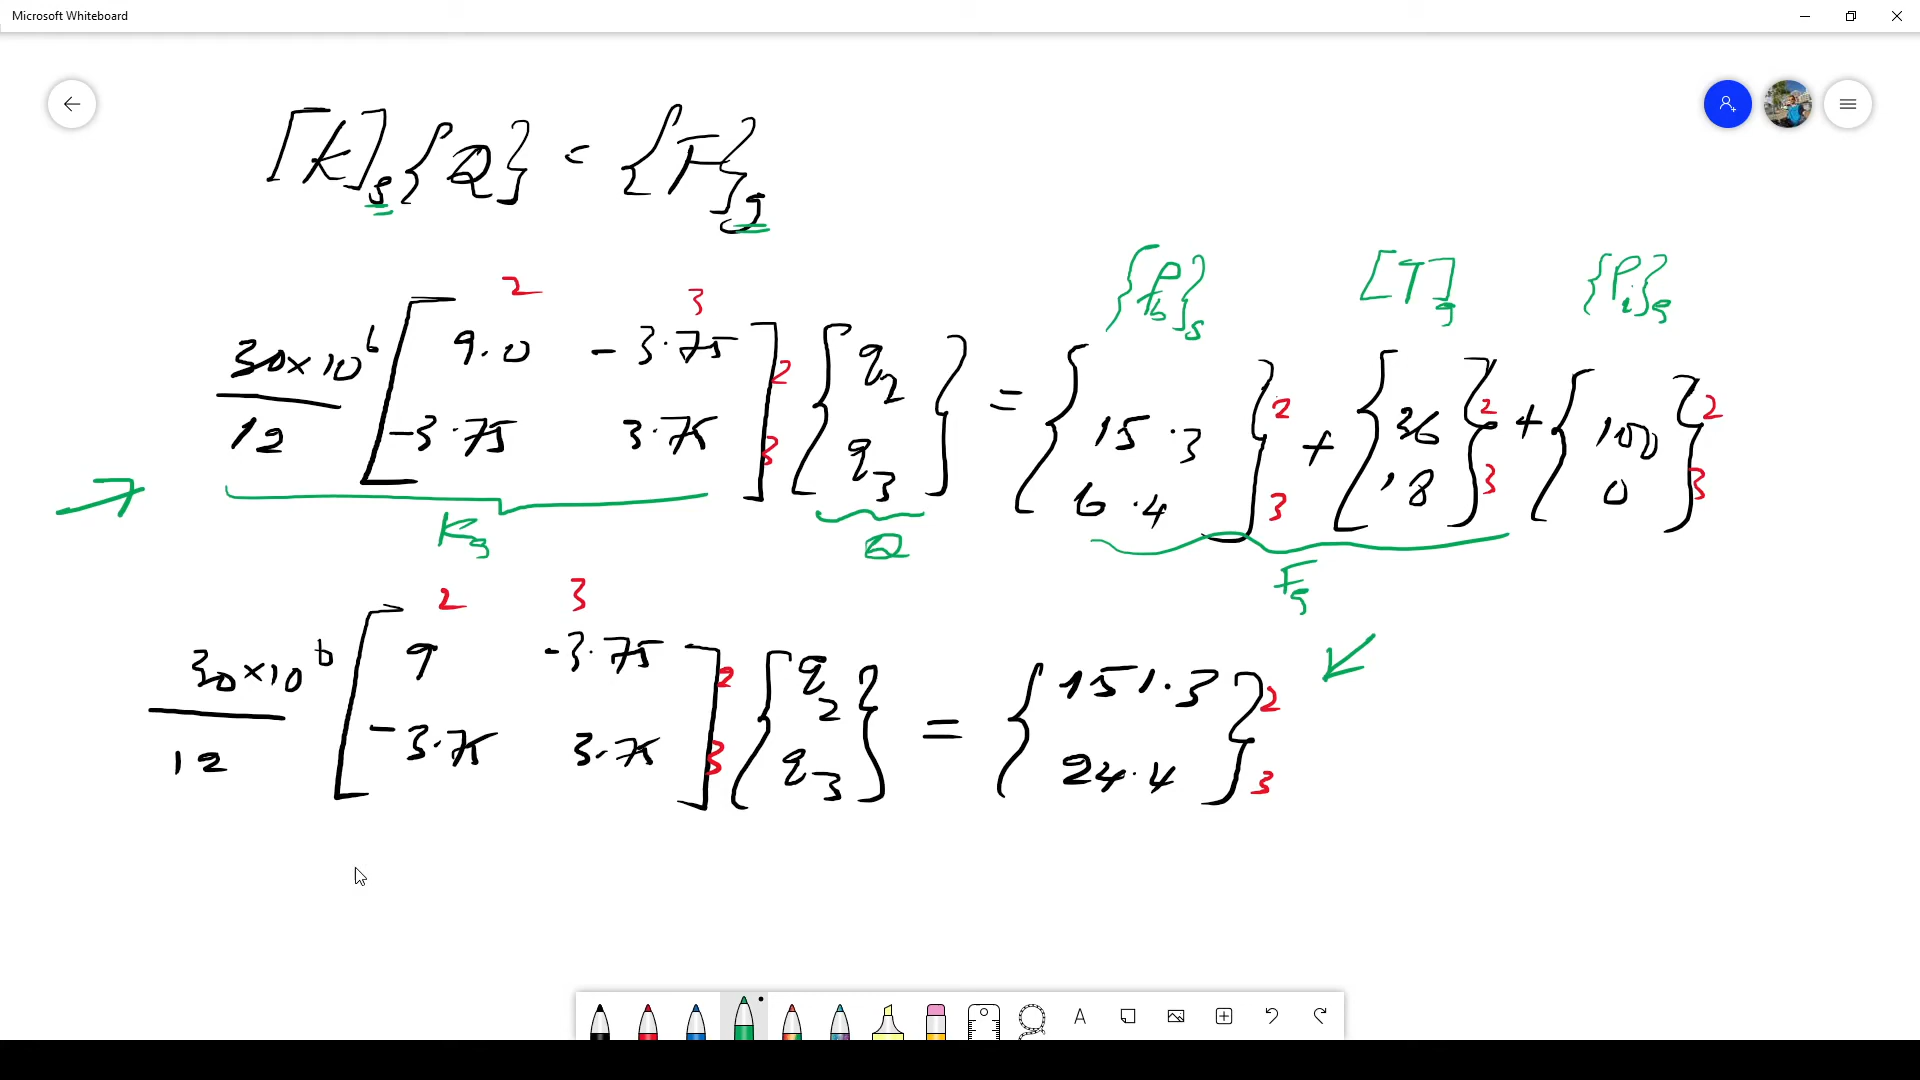 Microsoft Whiteboard
[K]g {Q} = {F}g
{fb}g [T]g {Pi}g
2 3
30×10^6 / 12 [ 9.0 -3.75 ] 2 { q2 } = { 15.3 } 2 + { 36 } 2 + { 100 } 2
[ -3.75 3.75 ] 3 { q3 } { 6.4 } 3 { 18 } 3 { 0 } 3
Kg Q Fg
2 3
30×10^6 / 12 [ 9 -3.75 ] 2 { q2 } = { 151.3 } 2
[ -3.75 3.75 ] 3 { q3 } { 24.4 } 3